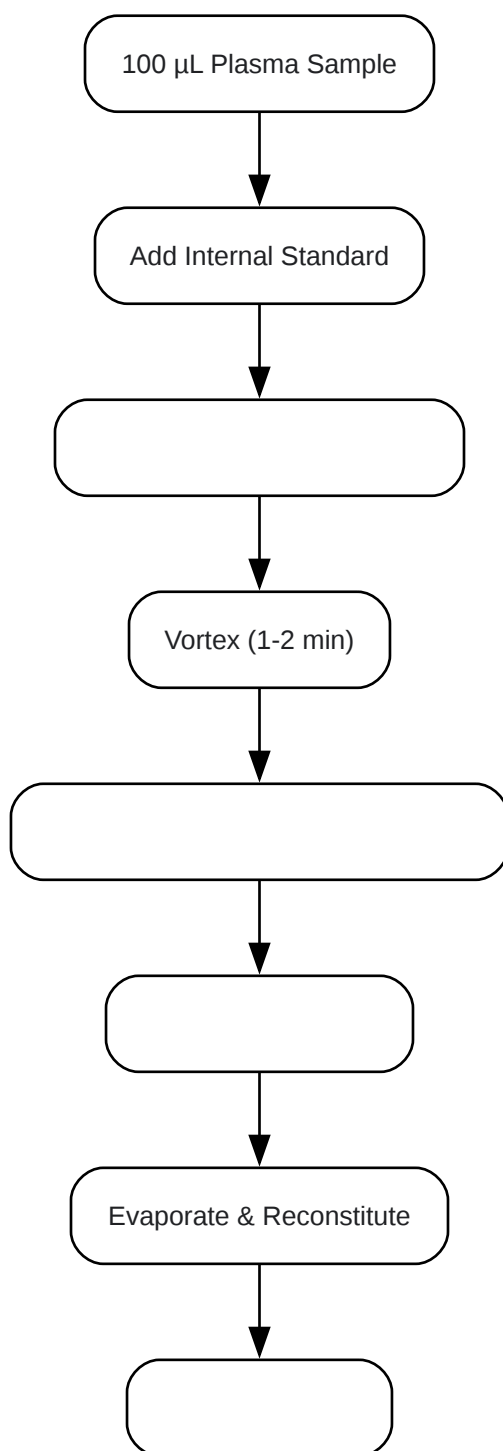 100 µL Plasma Sample
Add Internal Standard
Vortex (1-2 min)
Evaporate & Reconstitute